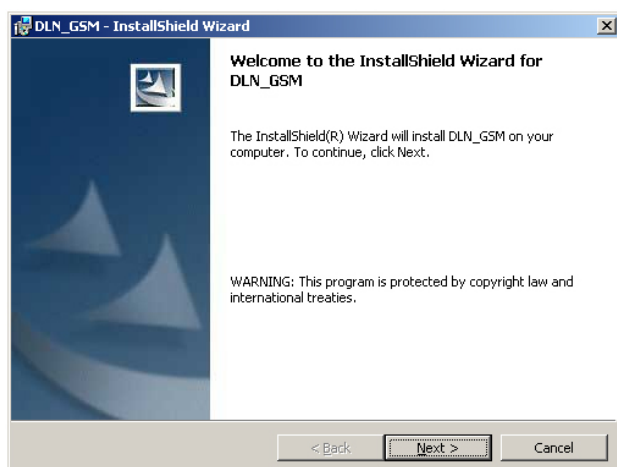 DLN_GSM - InstallShield Wizard
Welcome to the InstallShield Wizard for
DLN_GSM
The InstallShield(R) Wizard will install DLN_GSM on your
computer. To continue, click Next.
WARNING: This program is protected by copyright law and
international treaties.
< Back Next > Cancel